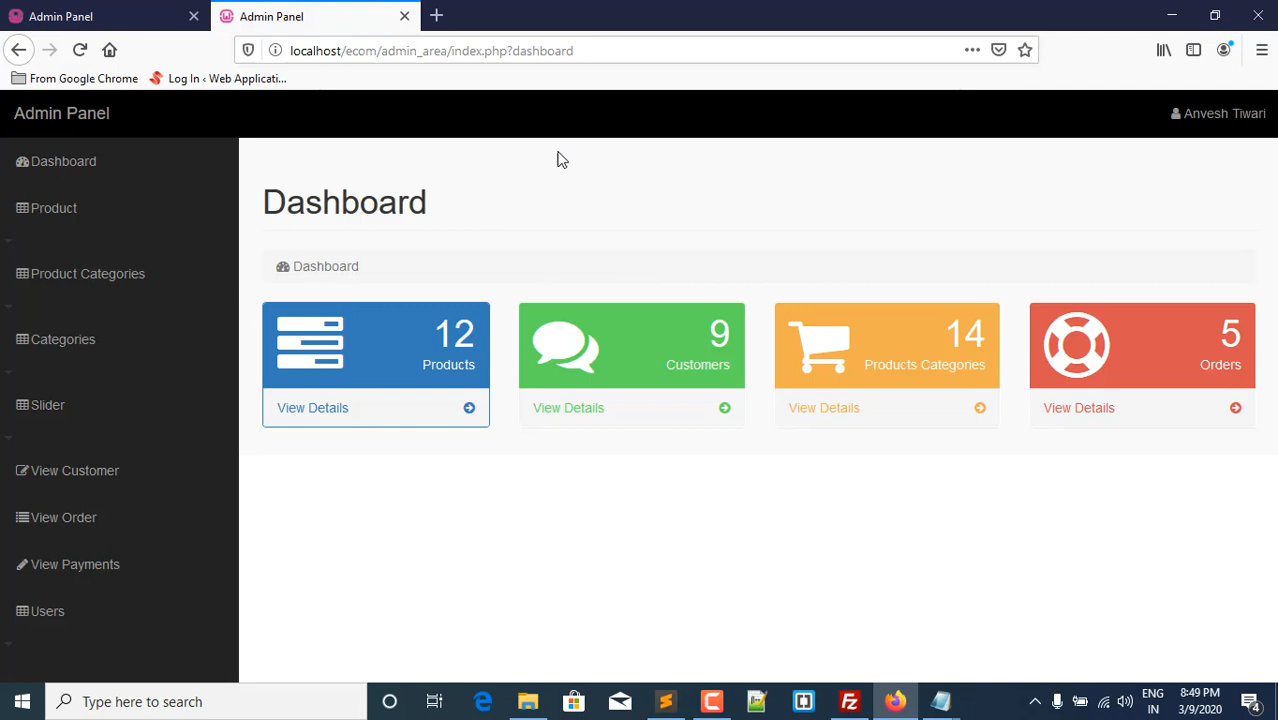 Admin Panel
Admin Panel
localhost/ecom/admin_area/index.php?dashboard
From Google Chrome
Log In ‹ Web Applicati...
Admin Panel
Anvesh Tiwari
Dashboard
Product
Product Categories
Categories
Slider
View Customer
View Order
View Payments
Users
Dashboard
Dashboard
12
Products
View Details
9
Customers
View Details
14
Products Categories
View Details
5
Orders
View Details
Type here to search
ENG
IN
8:49 PM
3/9/2020
4